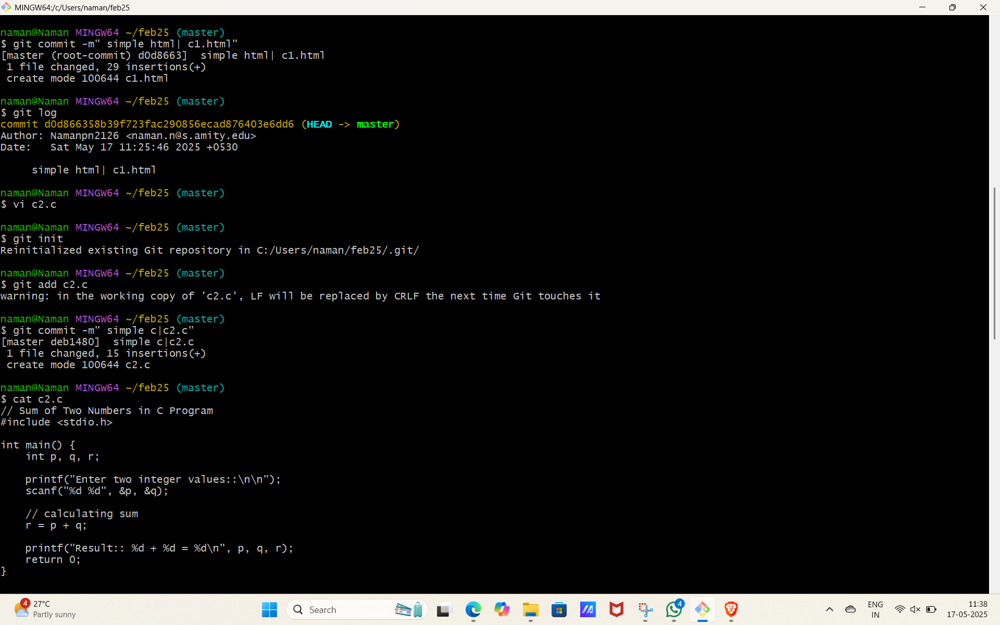 MINGW64:/c/Users/naman/feb25
naman@Naman MINGW64 ~/feb25 (master)
$ git commit -m" simple html| c1.html"
[master (root-commit) d0d8663]  simple html| c1.html
 1 file changed, 29 insertions(+)
 create mode 100644 c1.html
naman@Naman MINGW64 ~/feb25 (master)
$ git log
commit d0d866358b39f723fac290856ecad876403e6dd6 (HEAD -> master)
Author: Namanpn2126 <naman.n@s.amity.edu>
Date:   Sat May 17 11:25:46 2025 +0530
     simple html| c1.html
naman@Naman MINGW64 ~/feb25 (master)
$ vi c2.c
naman@Naman MINGW64 ~/feb25 (master)
$ git init
Reinitialized existing Git repository in C:/Users/naman/feb25/.git/
naman@Naman MINGW64 ~/feb25 (master)
$ git add c2.c
warning: in the working copy of 'c2.c', LF will be replaced by CRLF the next time Git touches it
naman@Naman MINGW64 ~/feb25 (master)
$ git commit -m" simple c|c2.c"
[master deb1480]  simple c|c2.c
 1 file changed, 15 insertions(+)
 create mode 100644 c2.c
naman@Naman MINGW64 ~/feb25 (master)
$ cat c2.c
// Sum of Two Numbers in C Program
#include <stdio.h>
int main() {
    int p, q, r;
    printf("Enter two integer values::\n\n");
    scanf("%d %d", &p, &q);
    // calculating sum
    r = p + q;
    printf("Result:: %d + %d = %d\n", p, q, r);
    return 0;
}
4
27°C
Partly sunny
Search
4
ENG
IN
11:38
17-05-2025